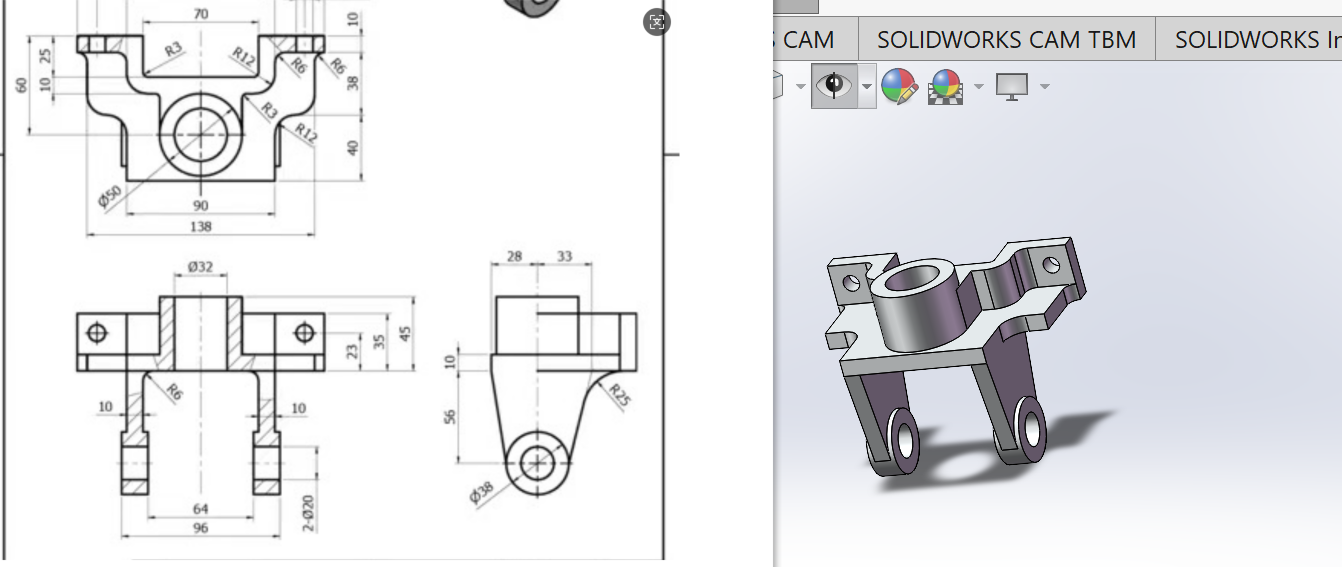 70
10
25
R3
R12
R6
R6
60
10
38
R3
R12
40
Ø50
90
138
S CAM
SOLIDWORKS CAM TBM
SOLIDWORKS In
Ø32
28
33
23
35
45
10
R6
10
10
56
R25
Ø38
2-Ø20
64
96